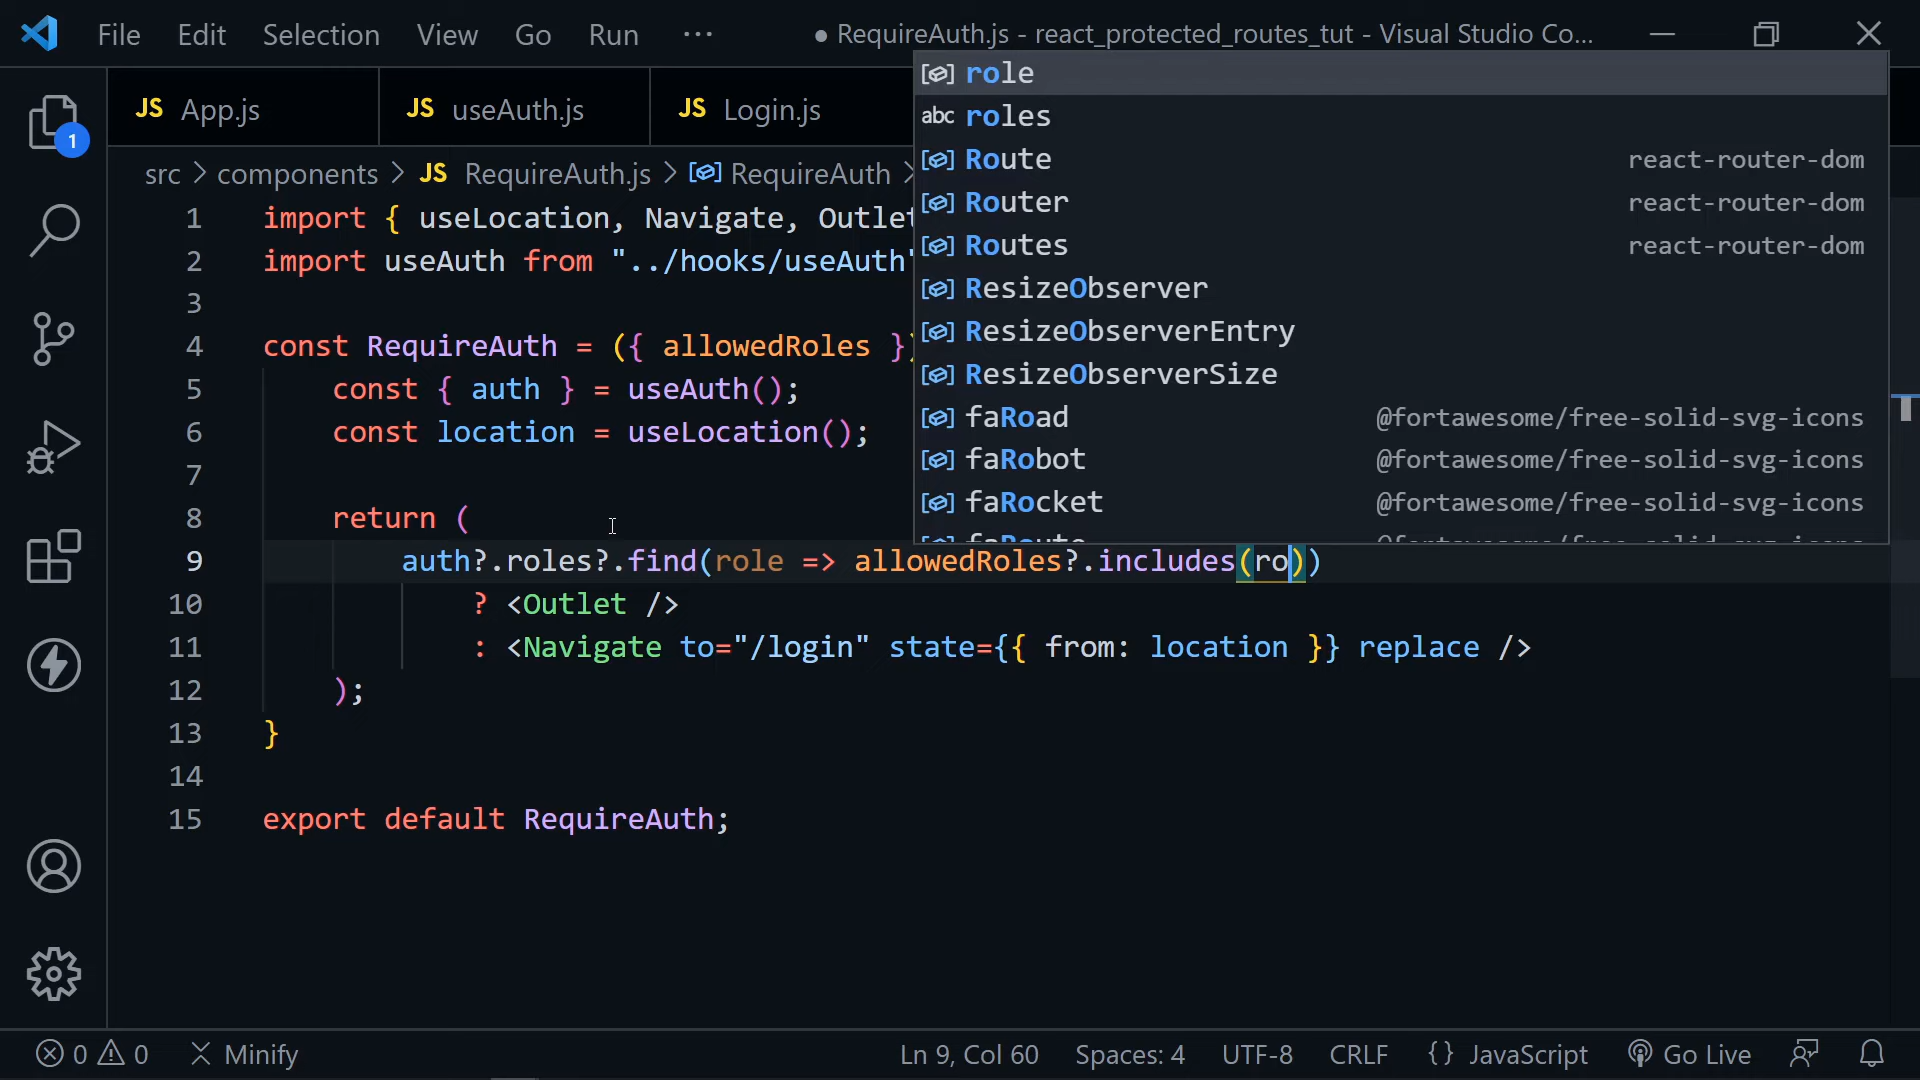 File Edit Selection View Go Run ··· ● RequireAuth.js - react_protected_routes_tut - Visual Studio Co...
JS App.js JS useAuth.js JS Login.js
src > components > JS RequireAuth.js > RequireAuth >
1
role
abc roles
Route react-router-dom
Router react-router-dom
Routes react-router-dom
ResizeObserver
ResizeObserverEntry
ResizeObserverSize
faRoad @fortawesome/free-solid-svg-icons
faRobot @fortawesome/free-solid-svg-icons
faRocket @fortawesome/free-solid-svg-icons
1 import { useLocation, Navigate, Outlet
2 import useAuth from "../hooks/useAuth"
3
4 const RequireAuth = ({ allowedRoles })
5 const { auth } = useAuth();
6 const location = useLocation();
7
8 return (
9 auth?.roles?.find(role => allowedRoles?.includes(ro))
10 ? <Outlet />
11 : <Navigate to="/login" state={{ from: location }} replace />
12 );
13 }
14
15 export default RequireAuth;
0 0 Minify Ln 9, Col 60 Spaces: 4 UTF-8 CRLF {} JavaScript Go Live